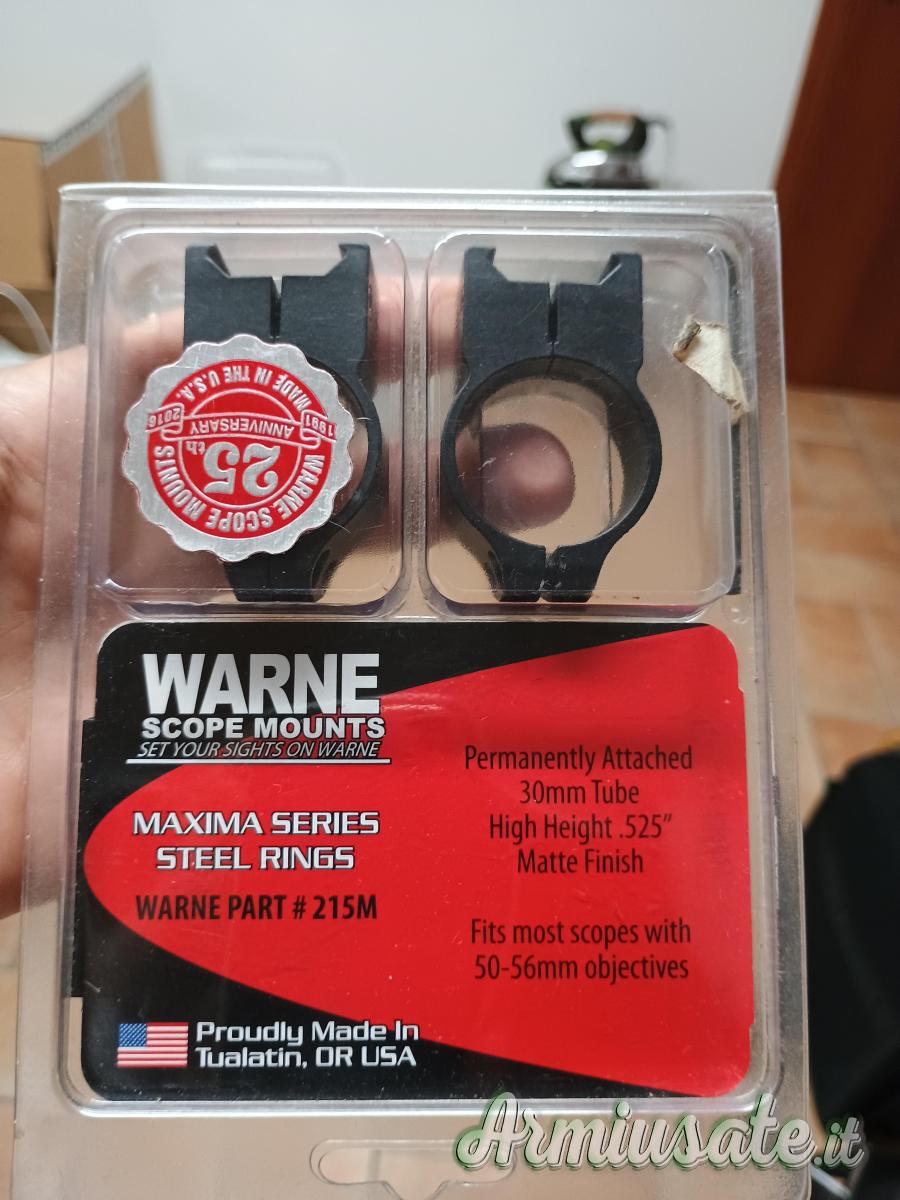 WARNE SCOPE MOUNTS
25th
ANNIVERSARY
1991
2016
MADE IN THE U.S.A.
WARNE
SCOPE MOUNTS
SET YOUR SIGHTS ON WARNE
MAXIMA SERIES
STEEL RINGS
WARNE PART # 215M
Permanently Attached
30mm Tube
High Height .525”
Matte Finish
Fits most scopes with
50-56mm objectives
Proudly Made In
Tualatin, OR USA
Armiusate.it